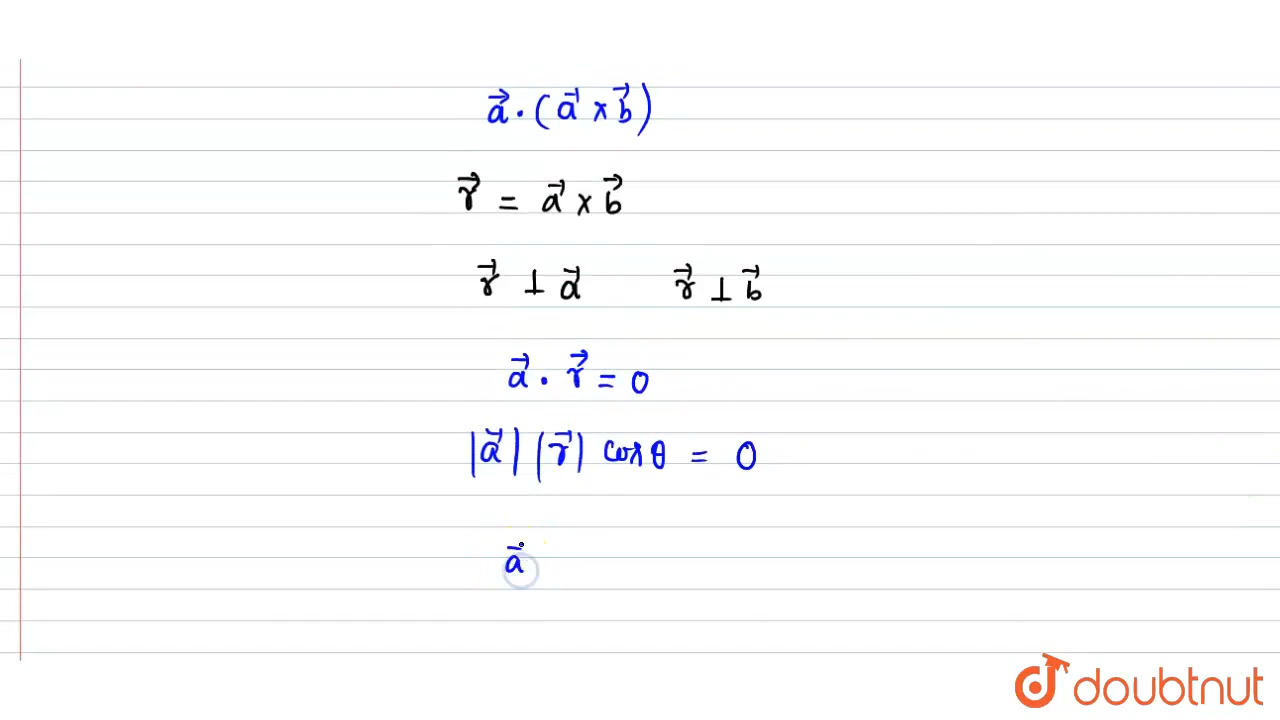 a⃗ · (a⃗ × b⃗)
r⃗ = a⃗ × b⃗
r⃗ ⊥ a⃗ r⃗ ⊥ b⃗
a⃗ · r⃗ = 0
|a⃗| |r⃗| cos θ = 0
a⃗
doubtnut